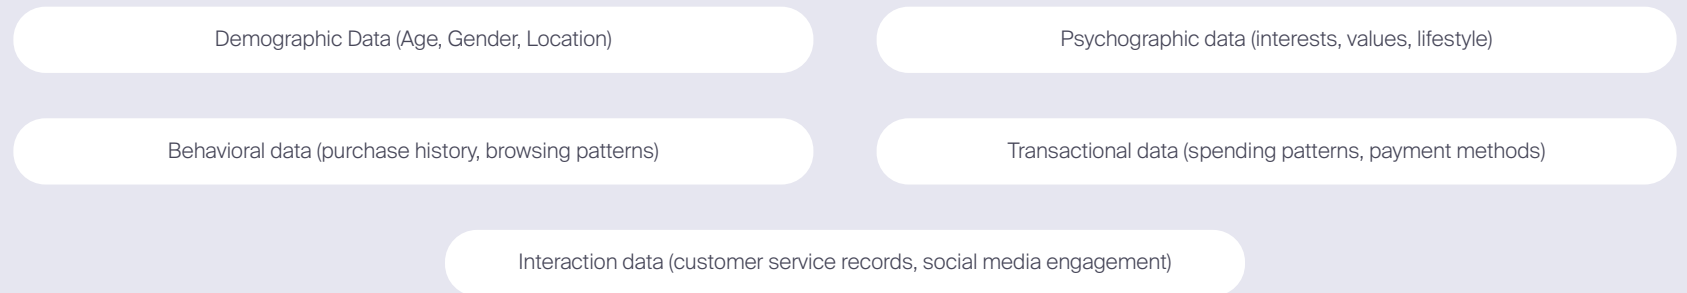 Demographic Data (Age, Gender, Location)
Psychographic data (interests, values, lifestyle)
Behavioral data (purchase history, browsing patterns)
Transactional data (spending patterns, payment methods)
Interaction data (customer service records, social media engagement)